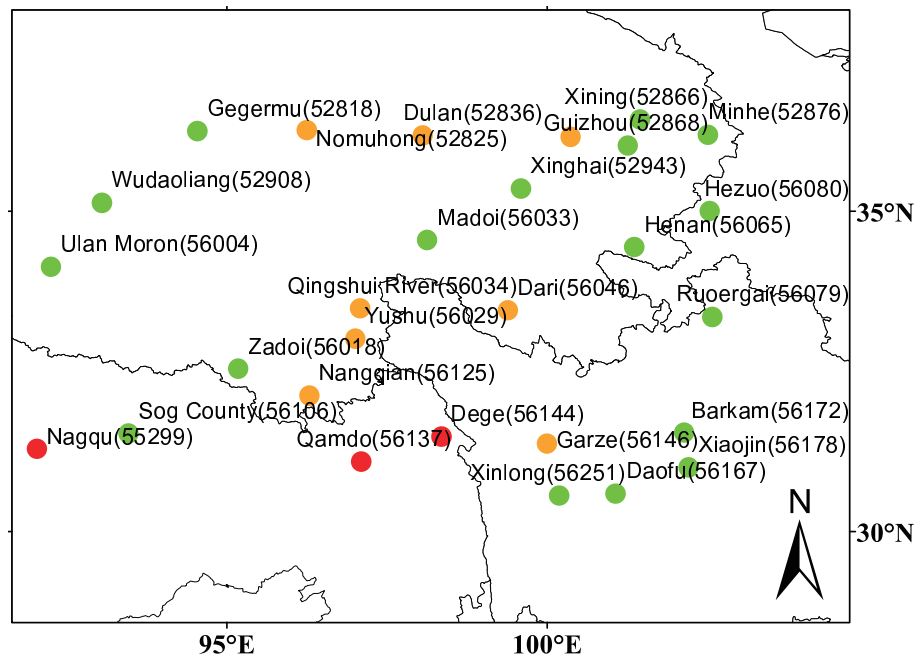 Xining(52866)
Gegermu(52818)
Dulan(52836)
Minhe(52876)
Guizhou(52868)
Nomuhong(52825)
Xinghai(52943)
Wudaoliang(52908)
Hezuo(56080)
35°N
Madoi(56033)
Henan(56065)
Ulan Moron(56004)
Qingshui River(56034)
Dari(56046)
Ruoergai(56079)
Yushu(56029)
Zadoi(56018)
Nangqian(56125)
Sog County(56106)
Dege(56144)
Barkam(56172)
Nagqu(55299)
Qamdo(56137)
Garze(56146)
Xiaojin(56178)
Xinlong(56251)
Daofu(56167)
N
30°N
95°E
100°E